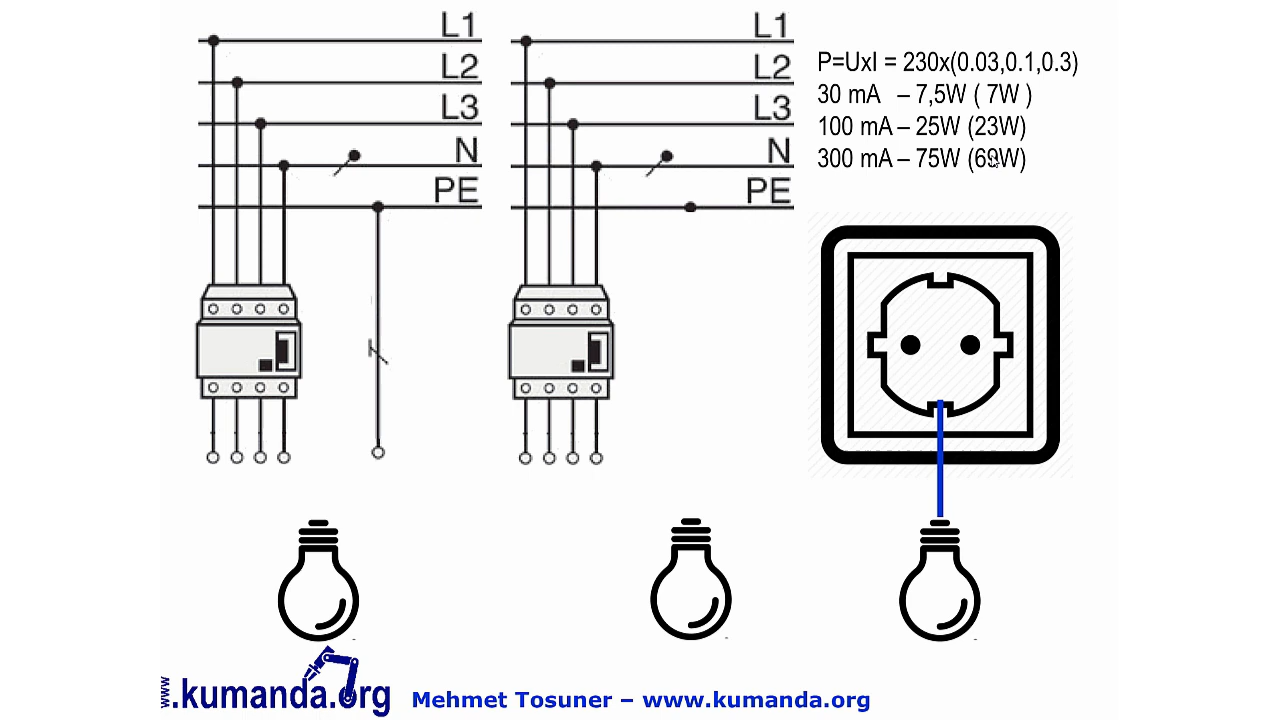 L1
L2
L3
N
PE
L1
L2
L3
N
PE
P=UxI = 230x(0.03,0.1,0.3)
30 mA – 7,5W ( 7W )
100 mA – 25W (23W)
300 mA – 75W (69W)
www.kumanda.org
Mehmet Tosuner – www.kumanda.org